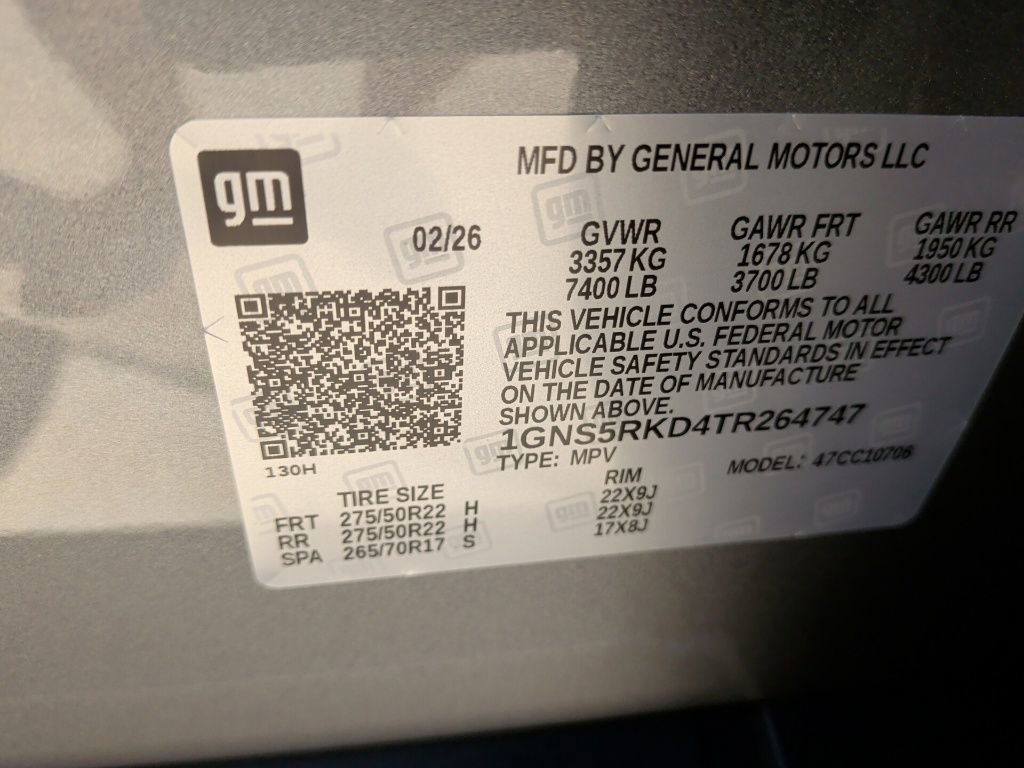 gm
MFD BY GENERAL MOTORS LLC
02/26
GVWR GAWR FRT GAWR RR
3357 KG 1678 KG 1950 KG
7400 LB 3700 LB 4300 LB
THIS VEHICLE CONFORMS TO ALL
APPLICABLE U.S. FEDERAL MOTOR
VEHICLE SAFETY STANDARDS IN EFFECT
ON THE DATE OF MANUFACTURE
SHOWN ABOVE.
1GNS5RKD4TR264747
TYPE: MPV MODEL: 47CC10706
130H
TIRE SIZE RIM
FRT 275/50R22 H 22X9J
RR 275/50R22 H 22X9J
SPA 265/70R17 S 17X8J